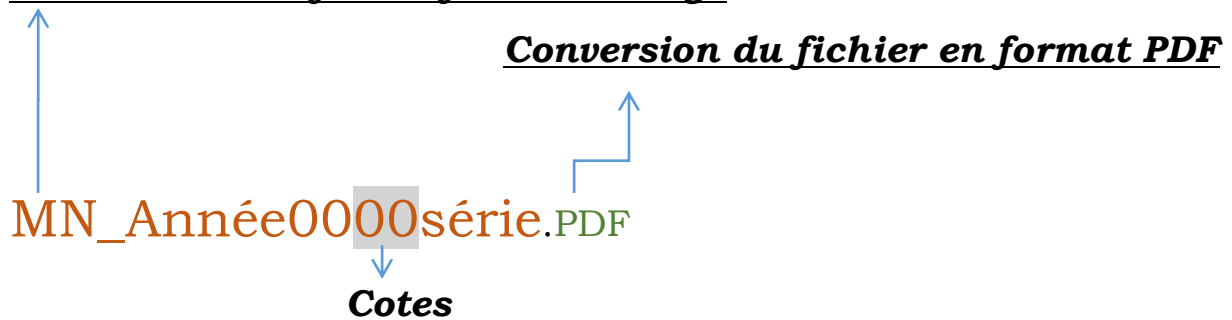 Conversion du fichier en format PDF
MN_Année0000série.PDF
Cotes